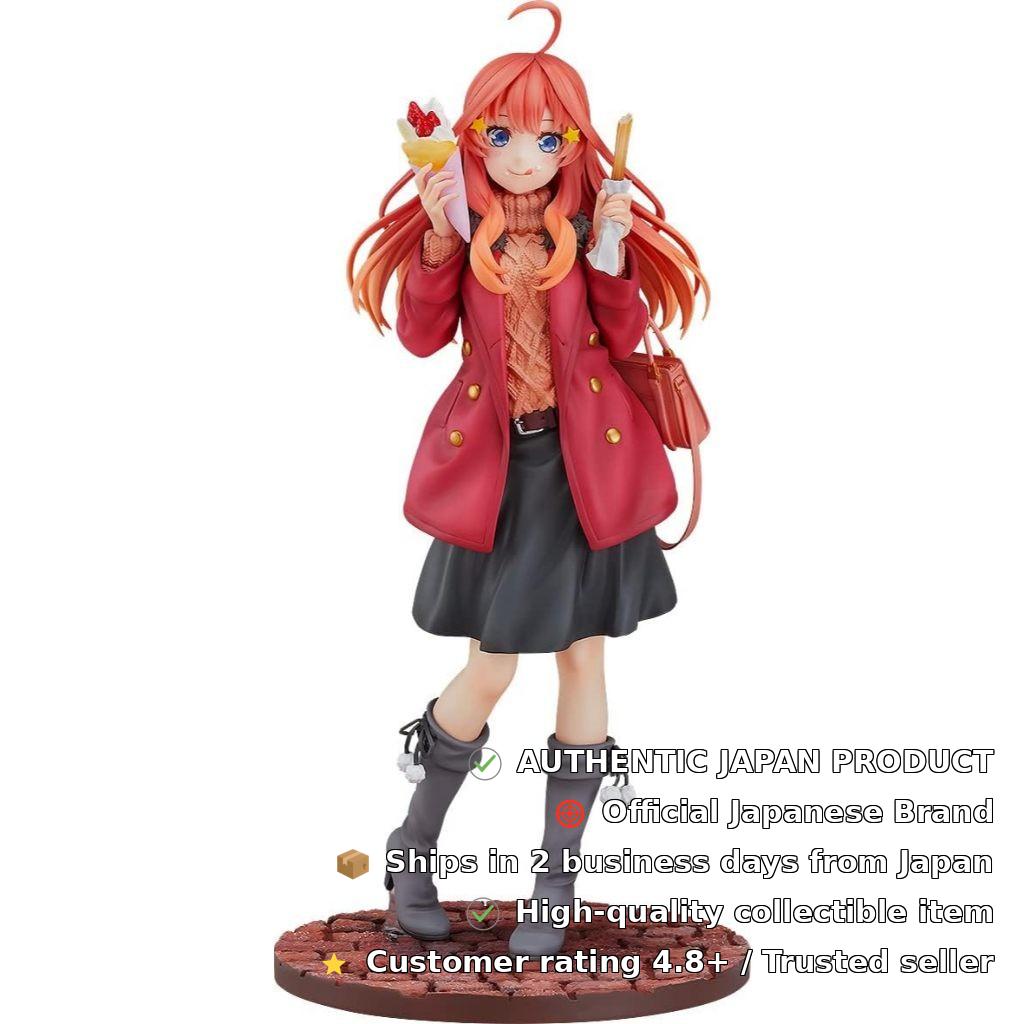 AUTHENTIC JAPAN PRODUCT
Official Japanese Brand
Ships in 2 business days from Japan
High-quality collectible item
Customer rating 4.8+ / Trusted seller